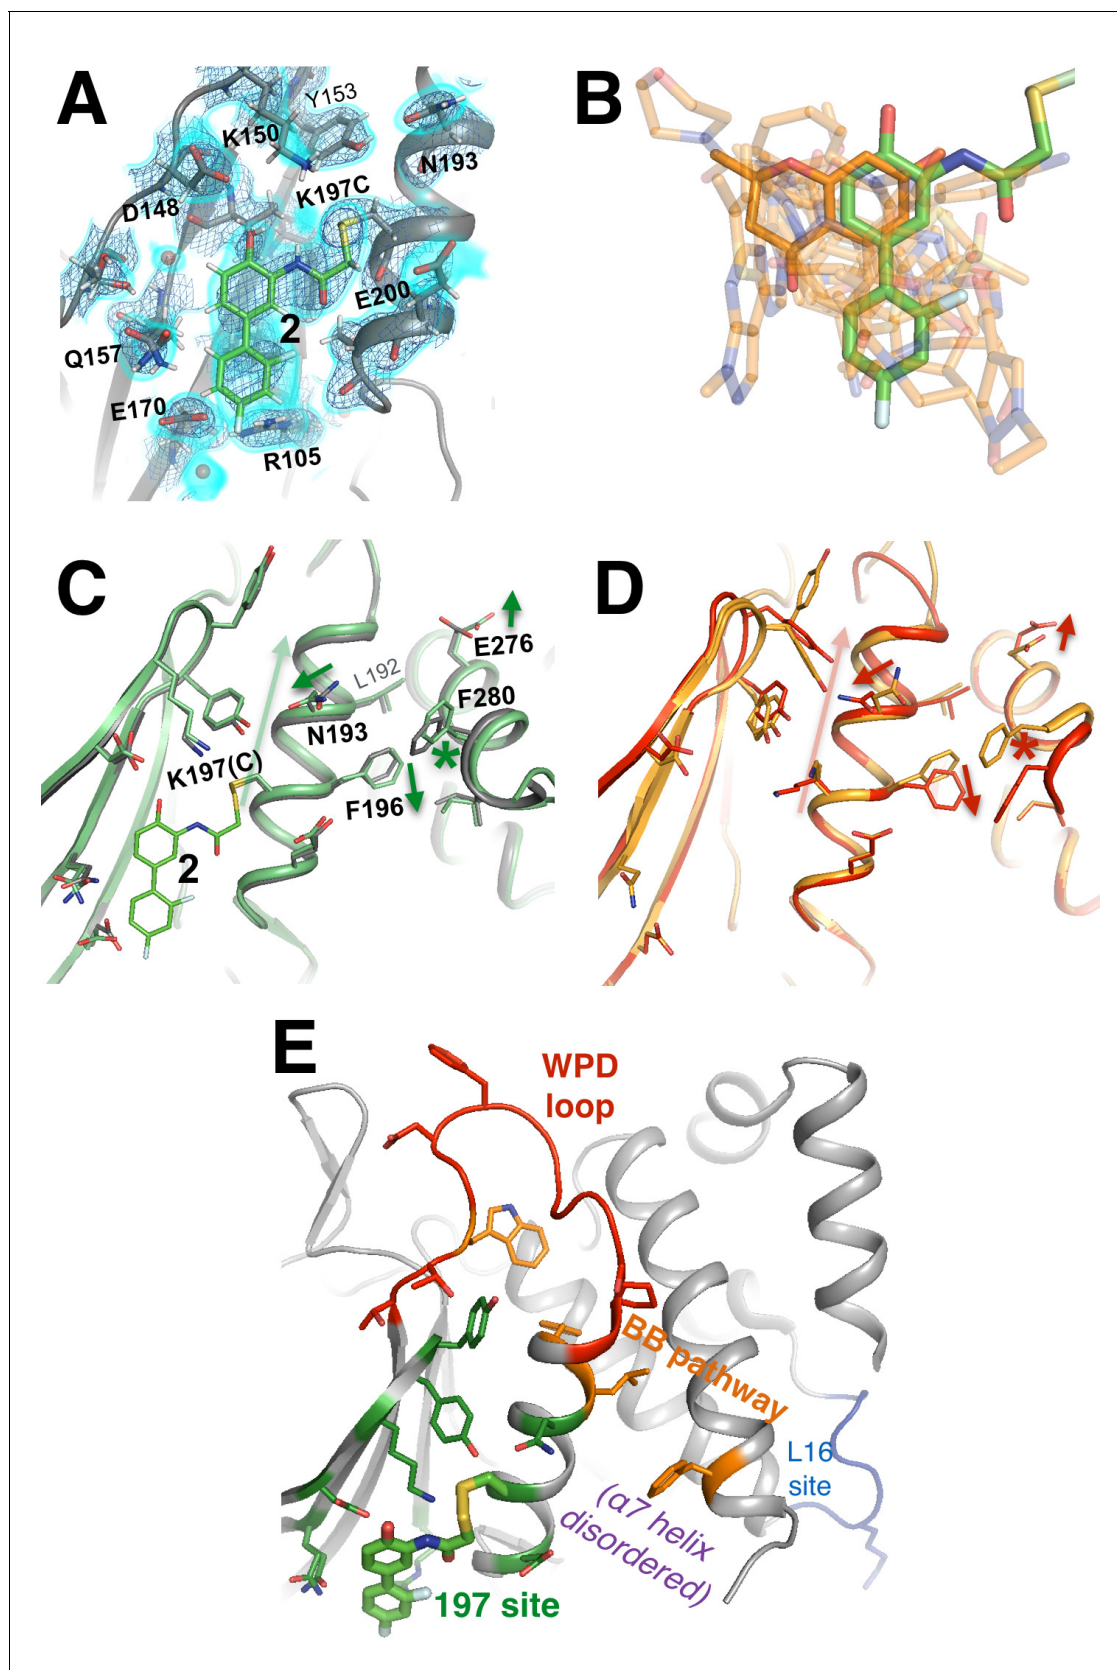 A
Y153
K150
N193
K197C
D148
E200
2
Q157
E170
R105
B
C
E276
L192
F280
N193
K197(C)
*
F196
2
D
*
E
WPD
loop
BB pathway
L16
site
(α7 helix
disordered)
197 site